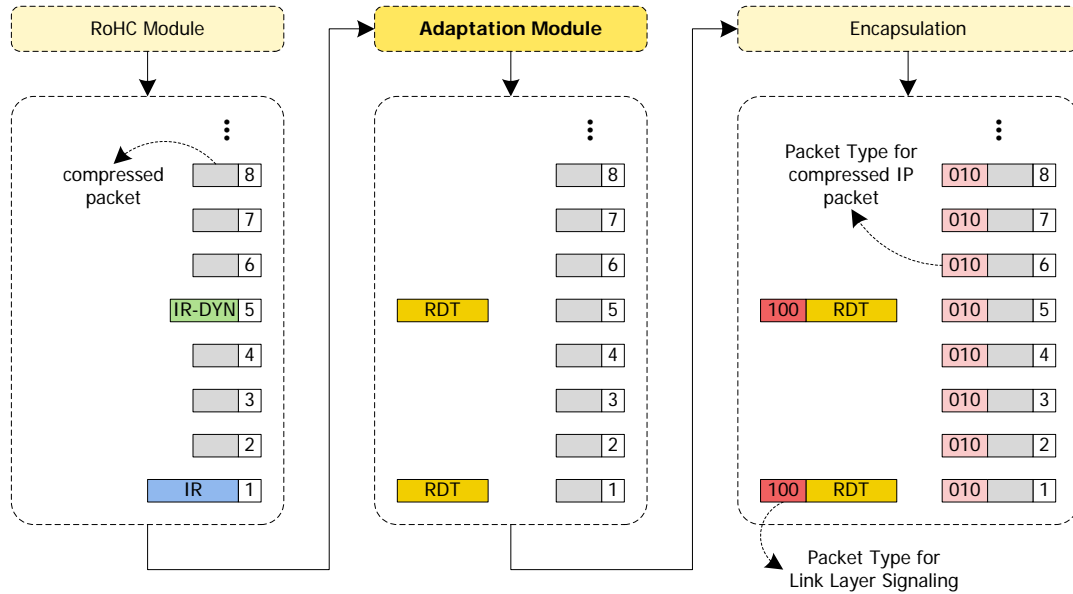 RoHC Module
Adaptation Module
Encapsulation
compressed
packet
8
7
6
IR-DYN 5
4
3
2
IR 1
8
7
6
RDT 5
4
3
2
RDT 1
Packet Type for
compressed IP
packet
010 8
010 7
010 6
100 RDT 010 5
010 4
010 3
010 2
100 RDT 010 1
Packet Type for
Link Layer Signaling